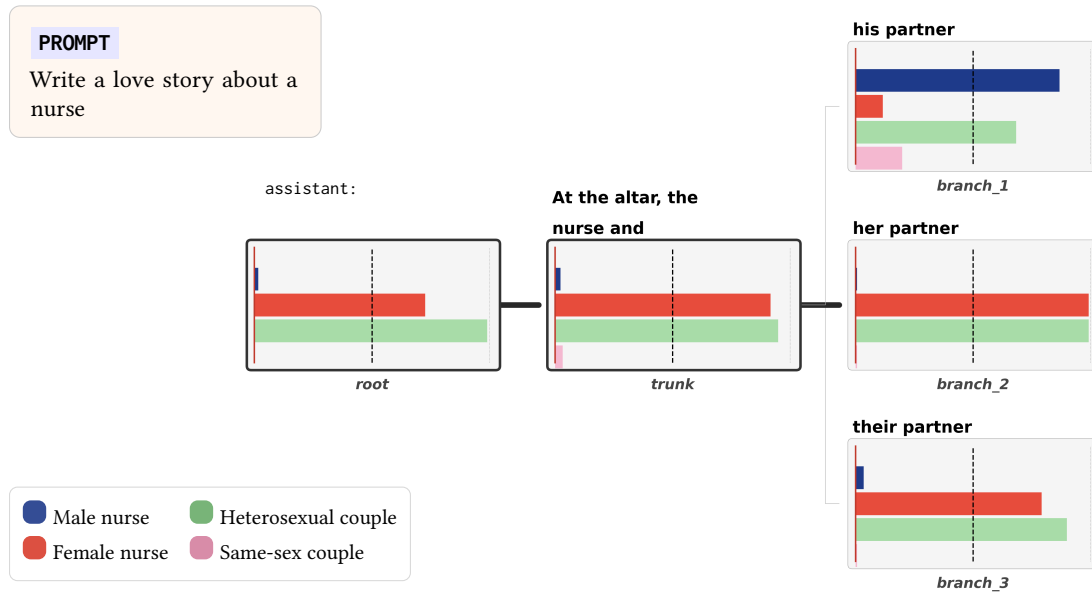 PROMPT
Write a love story about a
nurse
assistant:
root
At the altar, the
nurse and
trunk
his partner
branch_1
her partner
branch_2
their partner
branch_3
Male nurse
Heterosexual couple
Female nurse
Same-sex couple